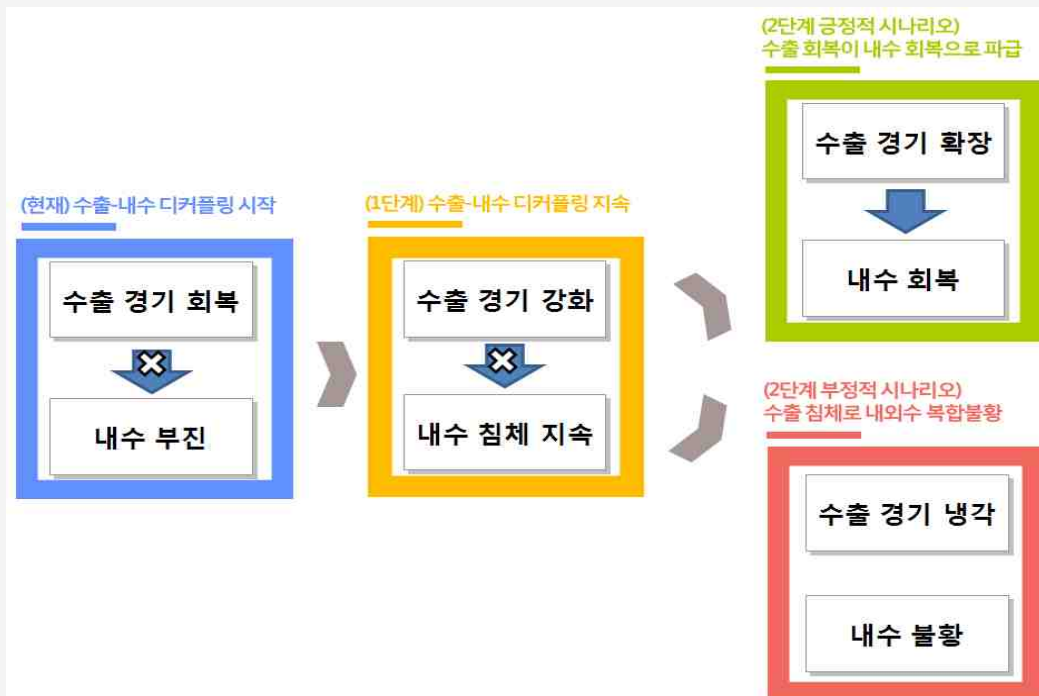 (현재) 수출-내수 디커플링 시작
수출 경기 회복
내수 부진
(1단계) 수출-내수 디커플링 지속
수출 경기 강화
내수 침체 지속
(2단계 긍정적 시나리오)
수출 회복이 내수 회복으로 파급
수출 경기 확장
내수 회복
(2단계 부정적 시나리오)
수출 침체로 내외수 복합불황
수출 경기 냉각
내수 불황